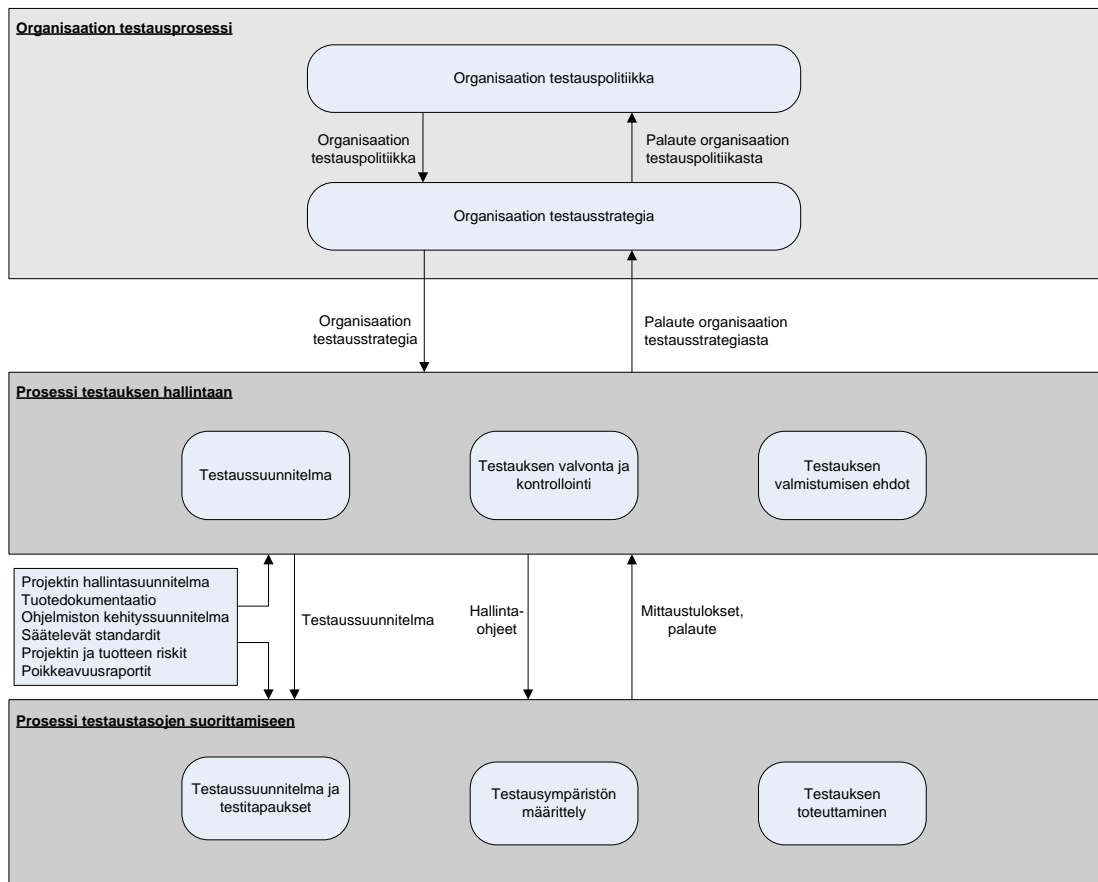 Organisaation testausprosessi
Organisaation testauspolitiikka
Organisaation
testauspolitiikka
Palaute organisaation
testauspolitiikasta
Organisaation testausstrategia
Organisaation
testausstrategia
Palaute organisaation
testausstrategiasta
Prosessi testauksen hallintaan
Testaussuunnitelma
Testauksen valvonta ja
kontrollointi
Testauksen
valmistumisen ehdot
Projektin hallintasuunnitelma
Tuotedokumentaatio
Ohjelmiston kehityssuunnitelma
Säätelevät standardit
Projektin ja tuotteen riskit
Poikkeavuusraportit
Testaussuunnitelma
Hallinta-
ohjeet
Mittaustulokset,
palaute
Prosessi testaustasojen suorittamiseen
Testaussuunnitelma ja
testitapaukset
Testausympäristön
määrittely
Testauksen
toteuttaminen